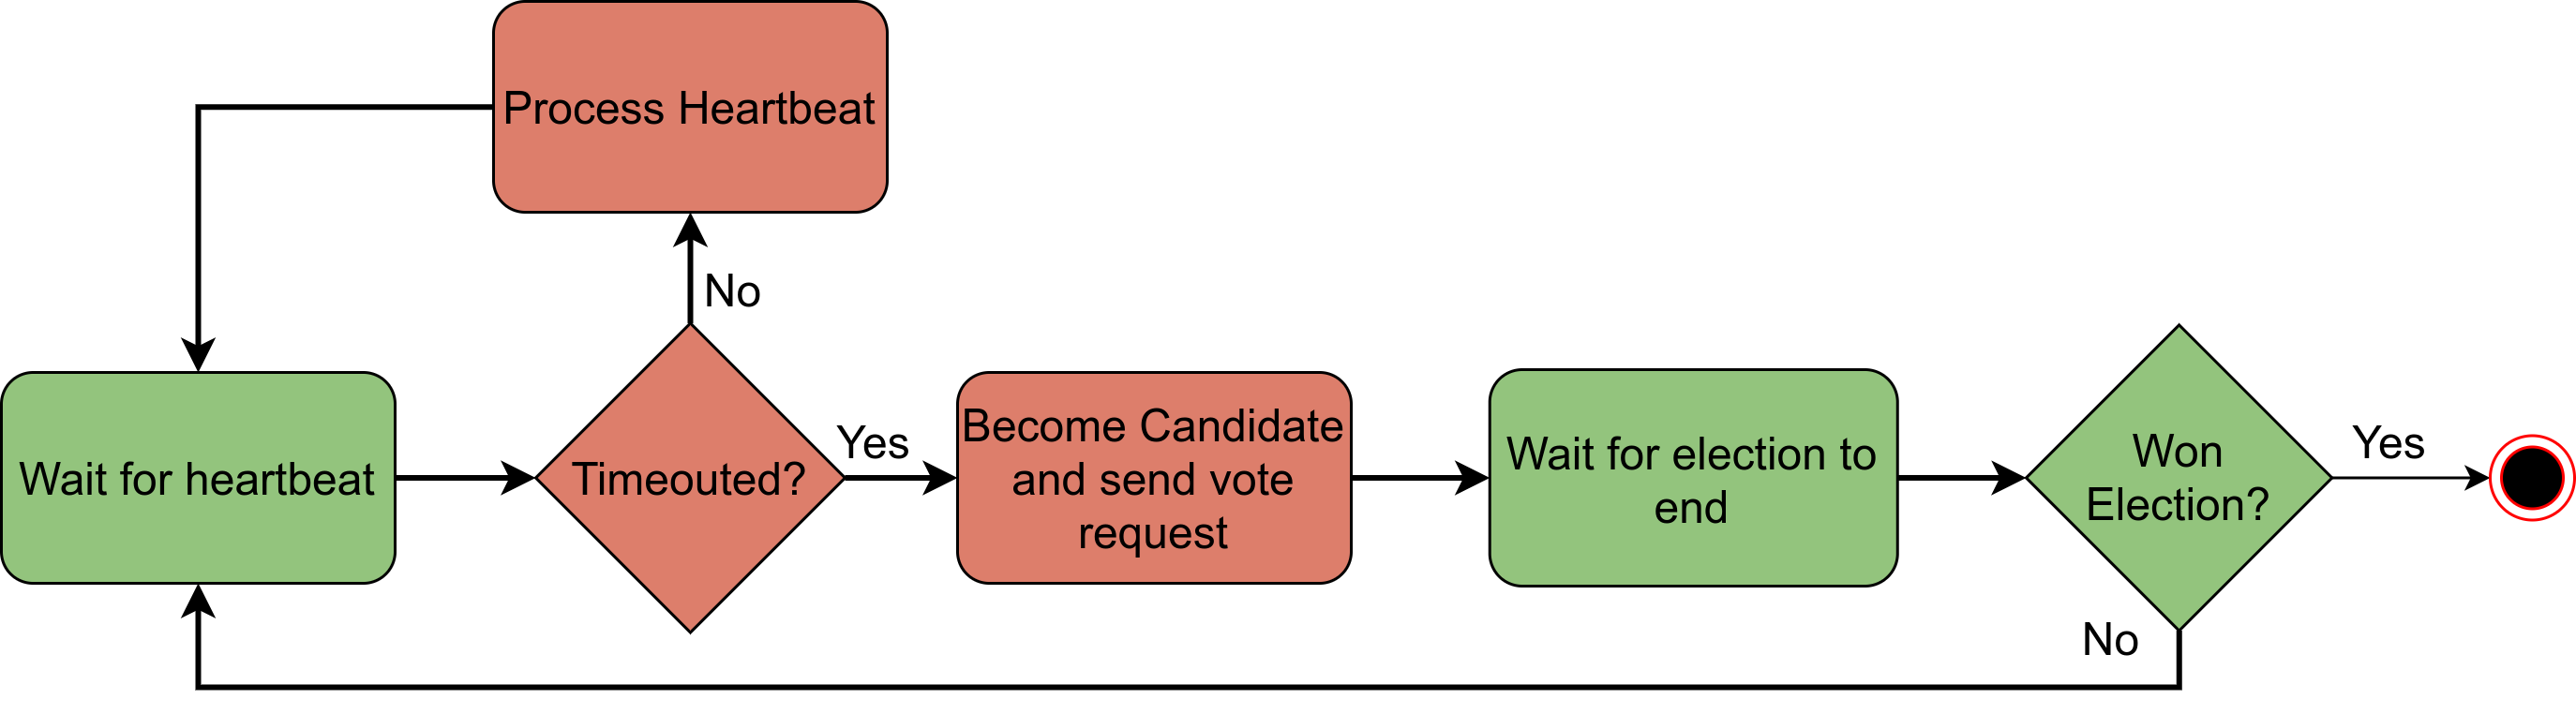 Process Heartbeat
No
Wait for heartbeat
Timeouted?
Yes
Become Candidate
and send vote
request
Wait for election to
end
Won
Election?
Yes
No